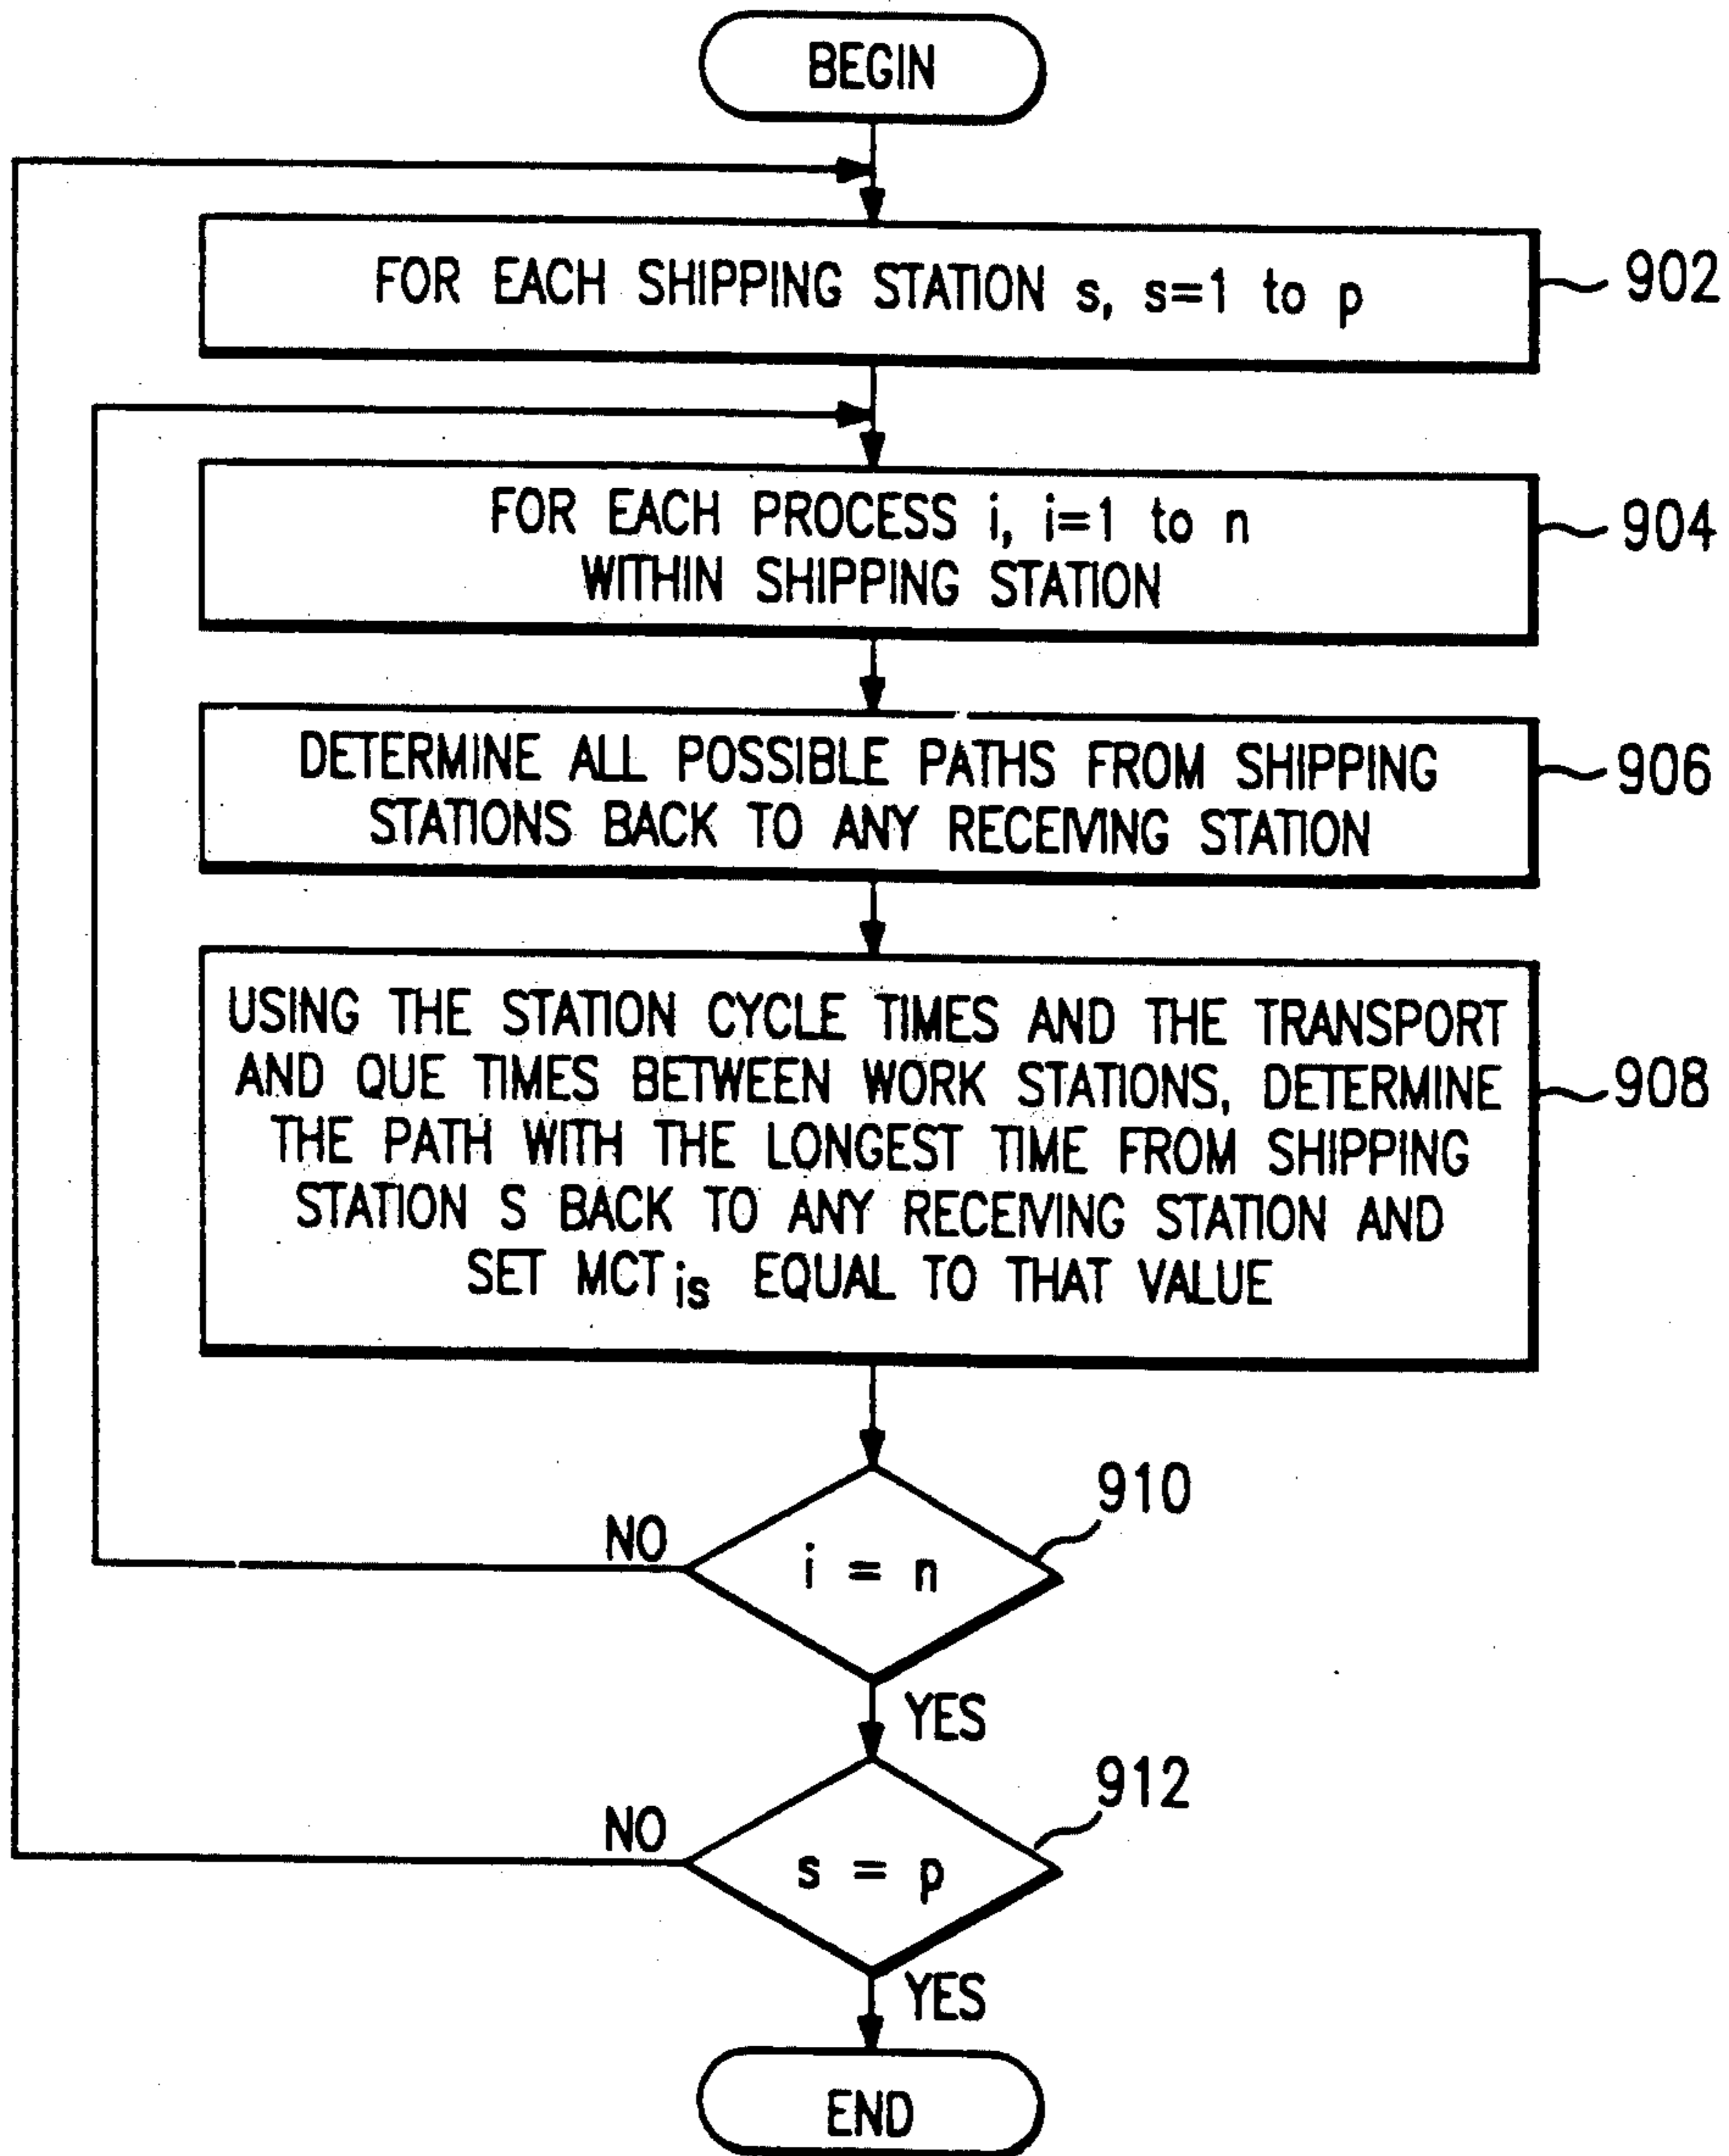 BEGIN
FOR EACH SHIPPING STATION s, s=1 to p
902
FOR EACH PROCESS i, i=1 to n
WITHIN SHIPPING STATION
904
DETERMINE ALL POSSIBLE PATHS FROM SHIPPING
STATIONS BACK TO ANY RECEIVING STATION
906
USING THE STATION CYCLE TIMES AND THE TRANSPORT
AND QUE TIMES BETWEEN WORK STATIONS, DETERMINE
THE PATH WITH THE LONGEST TIME FROM SHIPPING
STATION S BACK TO ANY RECEIVING STATION AND
SET MCTis EQUAL TO THAT VALUE
908
910
NO
i = n
YES
912
NO
s = p
YES
END